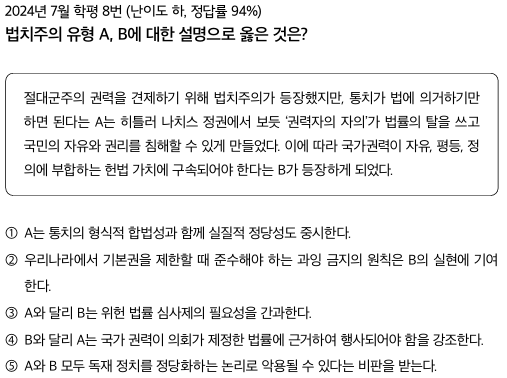 2024년 7월 학평 8번 (난이도 하, 정답률 94%)
법치주의 유형 A, B에 대한 설명으로 옳은 것은?
절대군주의 권력을 견제하기 위해 법치주의가 등장했지만, 통치가 법에 의거하기만
하면 된다는 A는 히틀러 나치스 정권에서 보듯 '권력자의 자의'가 법률의 탈을 쓰고
국민의 자유와 권리를 침해할 수 있게 만들었다. 이에 따라 국가권력이 자유, 평등, 정
의에 부합하는 헌법 가치에 구속되어야 한다는 B가 등장하게 되었다.
① A는 통치의 형식적 합법성과 함께 실질적 정당성도 중시한다.
② 우리나라에서 기본권을 제한할 때 준수해야 하는 과잉 금지의 원칙은 B의 실현에 기여
한다.
③ A와 달리 B는 위헌 법률 심사제의 필요성을 간과한다.
④ B와 달리 A는 국가 권력이 의회가 제정한 법률에 근거하여 행사되어야 함을 강조한다.
⑤ A와 B 모두 독재 정치를 정당화하는 논리로 악용될 수 있다는 비판을 받는다.